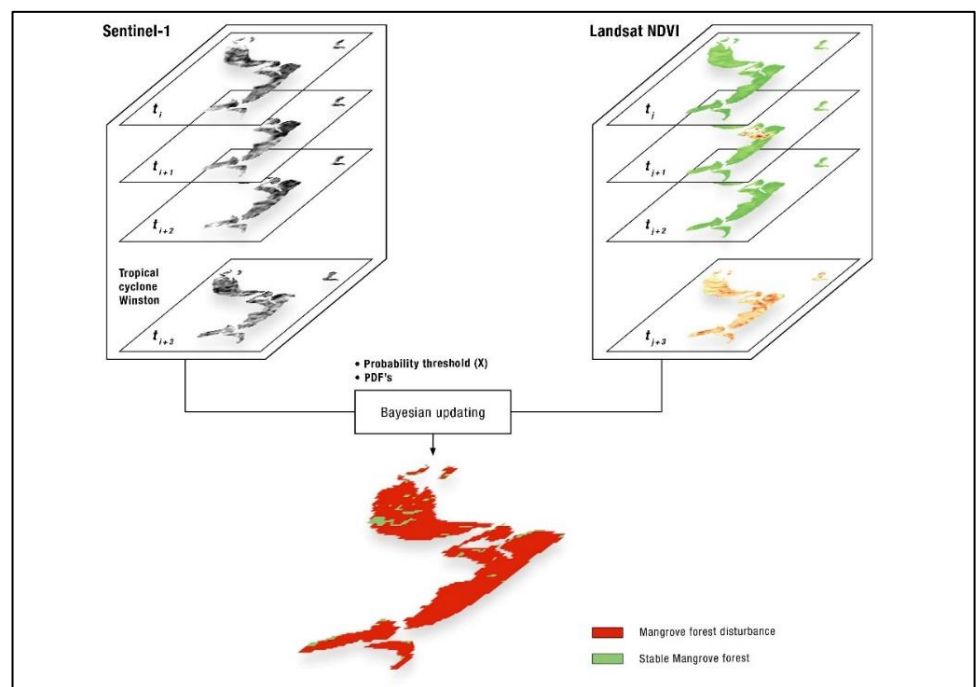 Sentinel-1
Landsat NDVI
t i
t i+1
t i+2
Tropical
cyclone
Winston
t i+3
t j
t j+1
t j+2
t j+3
• Probability threshold (X)
• PDF's
Bayesian updating
Mangrove forest disturbance
Stable Mangrove forest